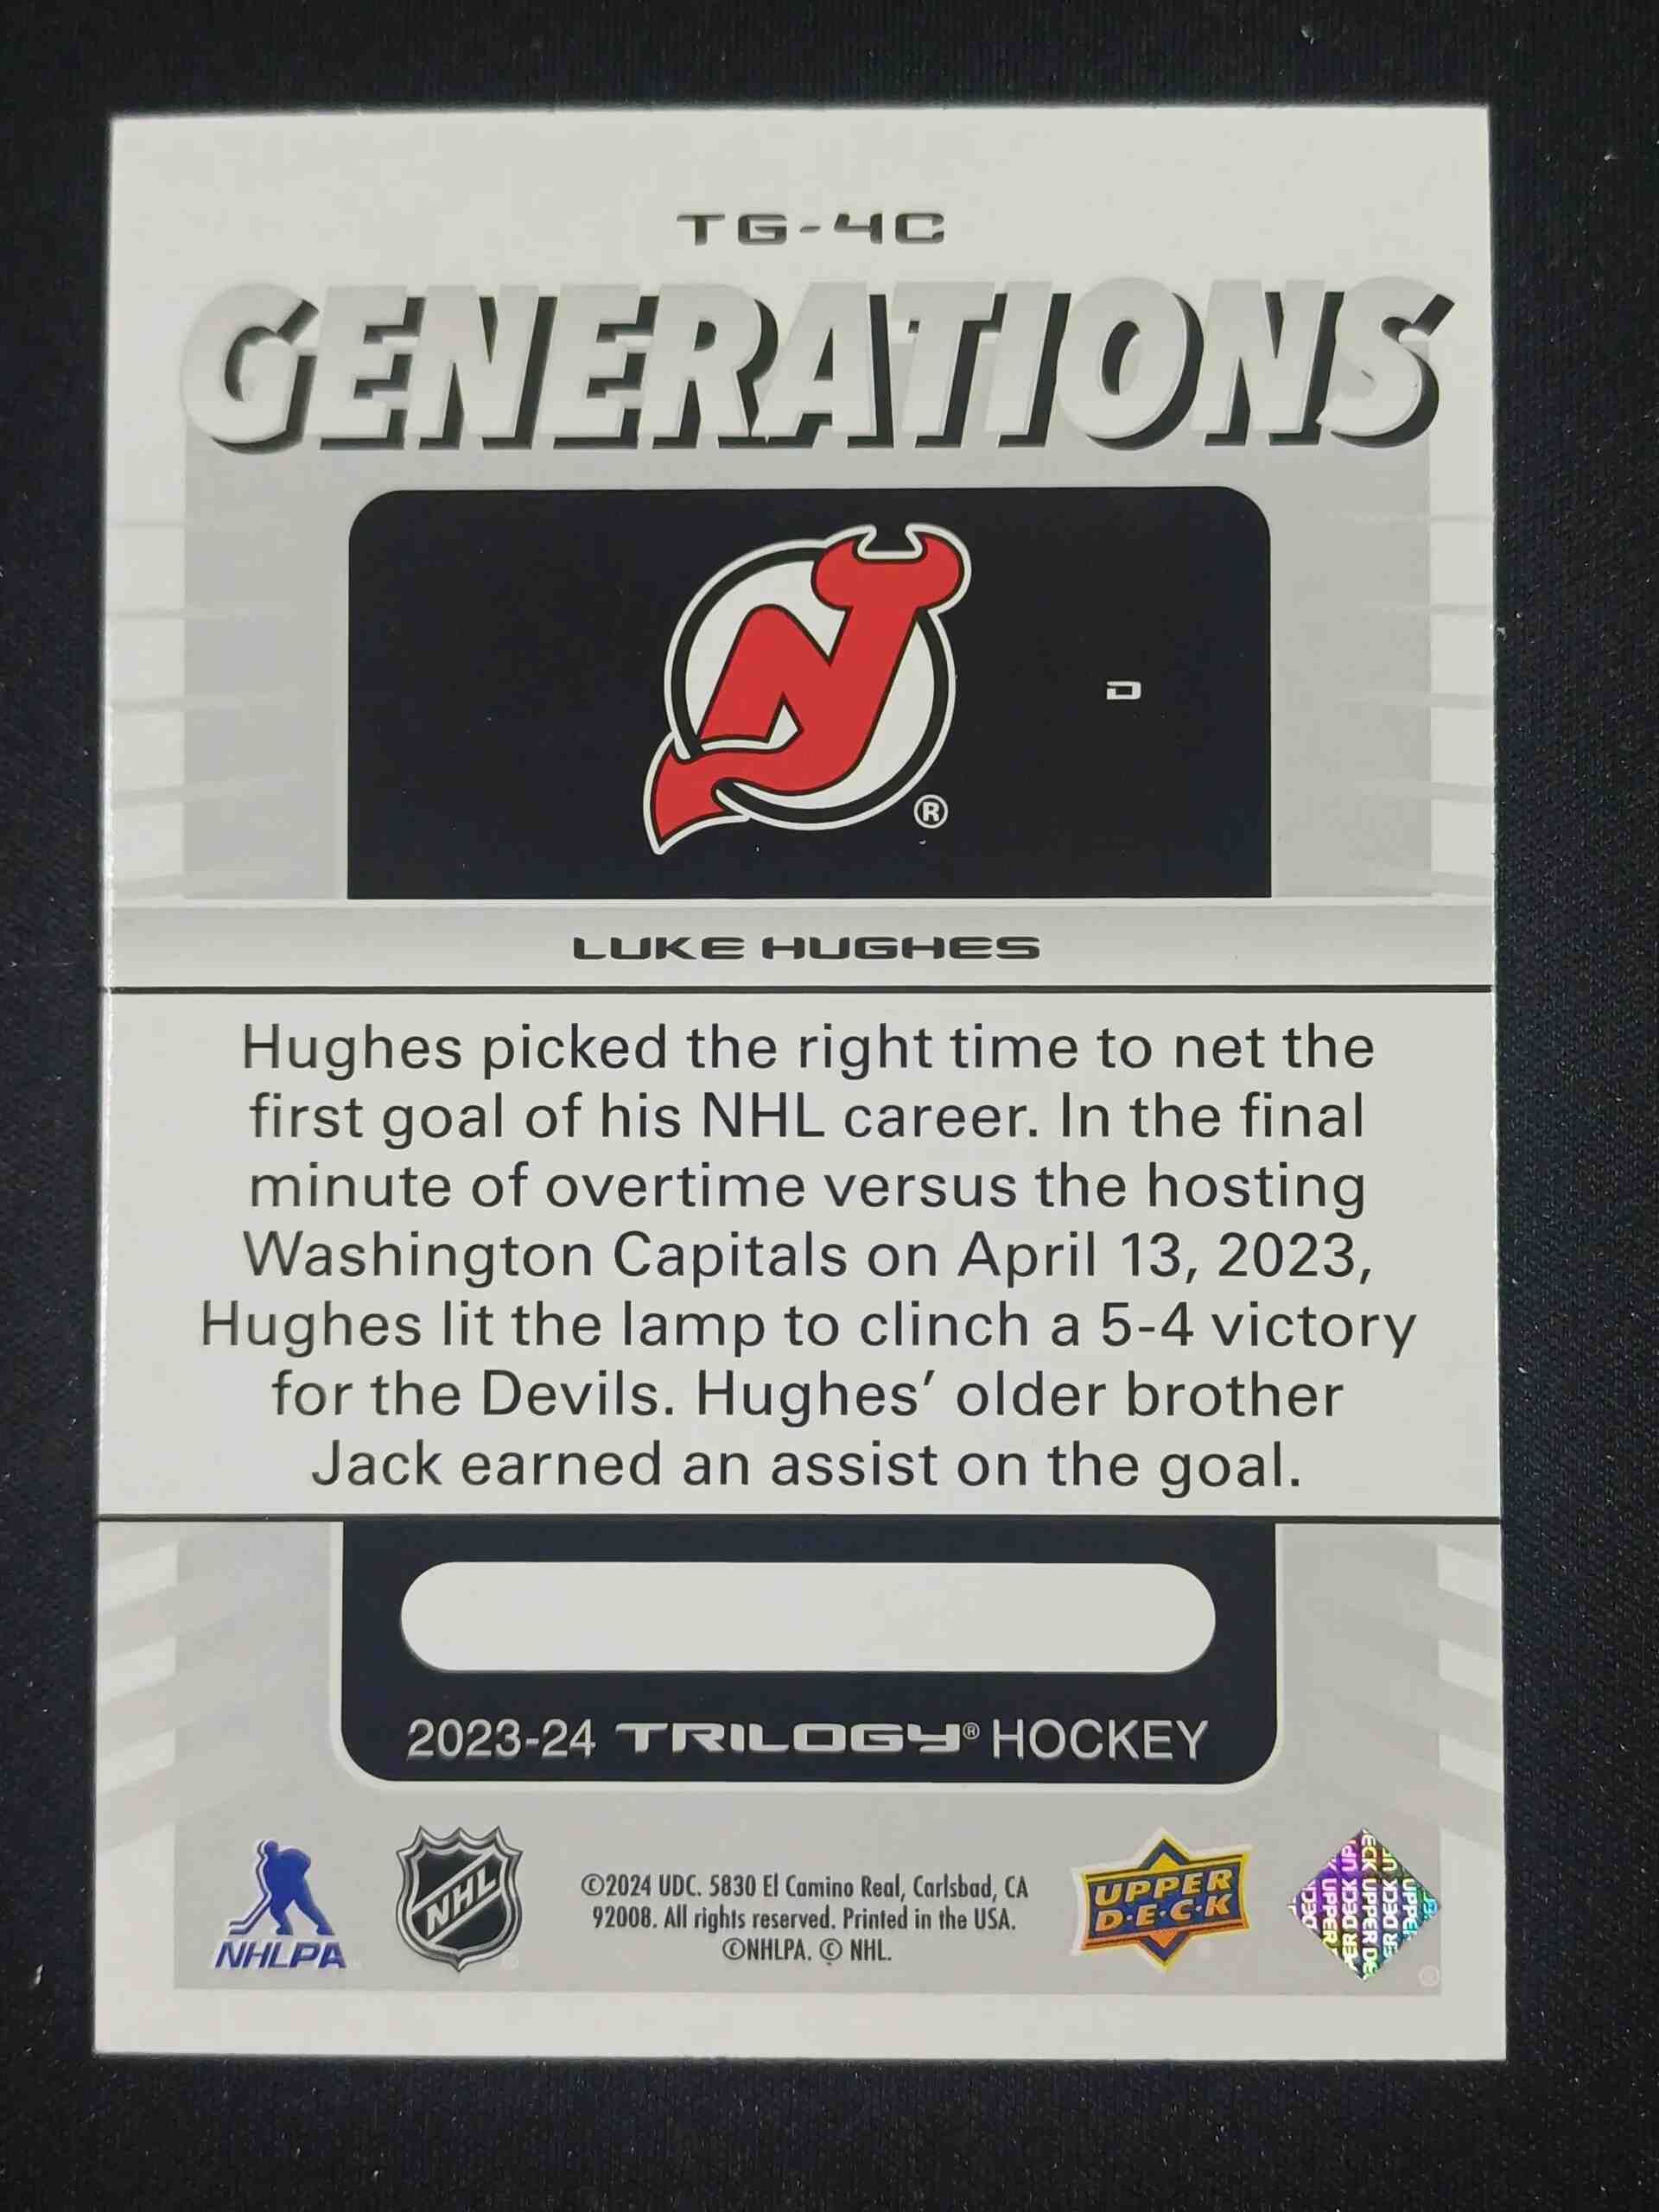 TG-4C
GENERATIONS
NJ
D
®
LUKE HUGHES
Hughes picked the right time to net the
first goal of his NHL career. In the final
minute of overtime versus the hosting
Washington Capitals on April 13, 2023,
Hughes lit the lamp to clinch a 5-4 victory
for the Devils. Hughes’ older brother
Jack earned an assist on the goal.
2023-24 TRILOGY® HOCKEY
NHLPA
NHL
©2024 UDC. 5830 El Camino Real, Carlsbad, CA
92008. All rights reserved. Printed in the USA.
©NHLPA. © NHL.
UPPER
D·E·C·K
UPPER DECK